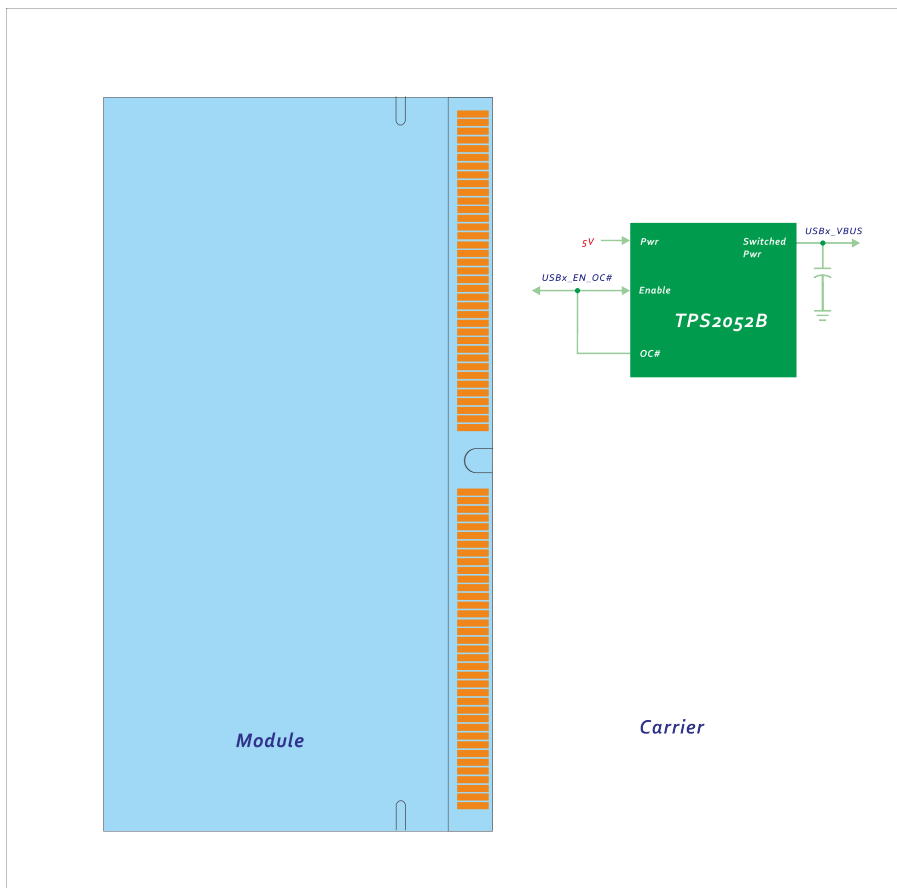 USBx_VBUS
5V
Pwr
Switched
Pwr
USBx_EN_OC#
Enable
TPS2052B
OC#
Carrier
Module